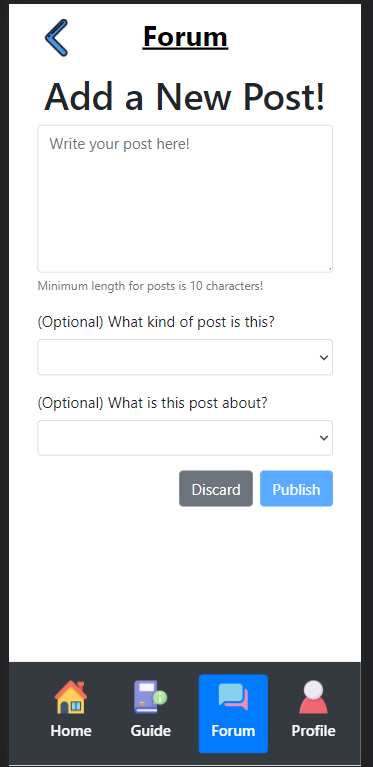 Forum
Add a New Post!
Write your post here!
Minimum length for posts is 10 characters!
(Optional) What kind of post is this?
(Optional) What is this post about?
Discard Publish
Home Guide Forum Profile